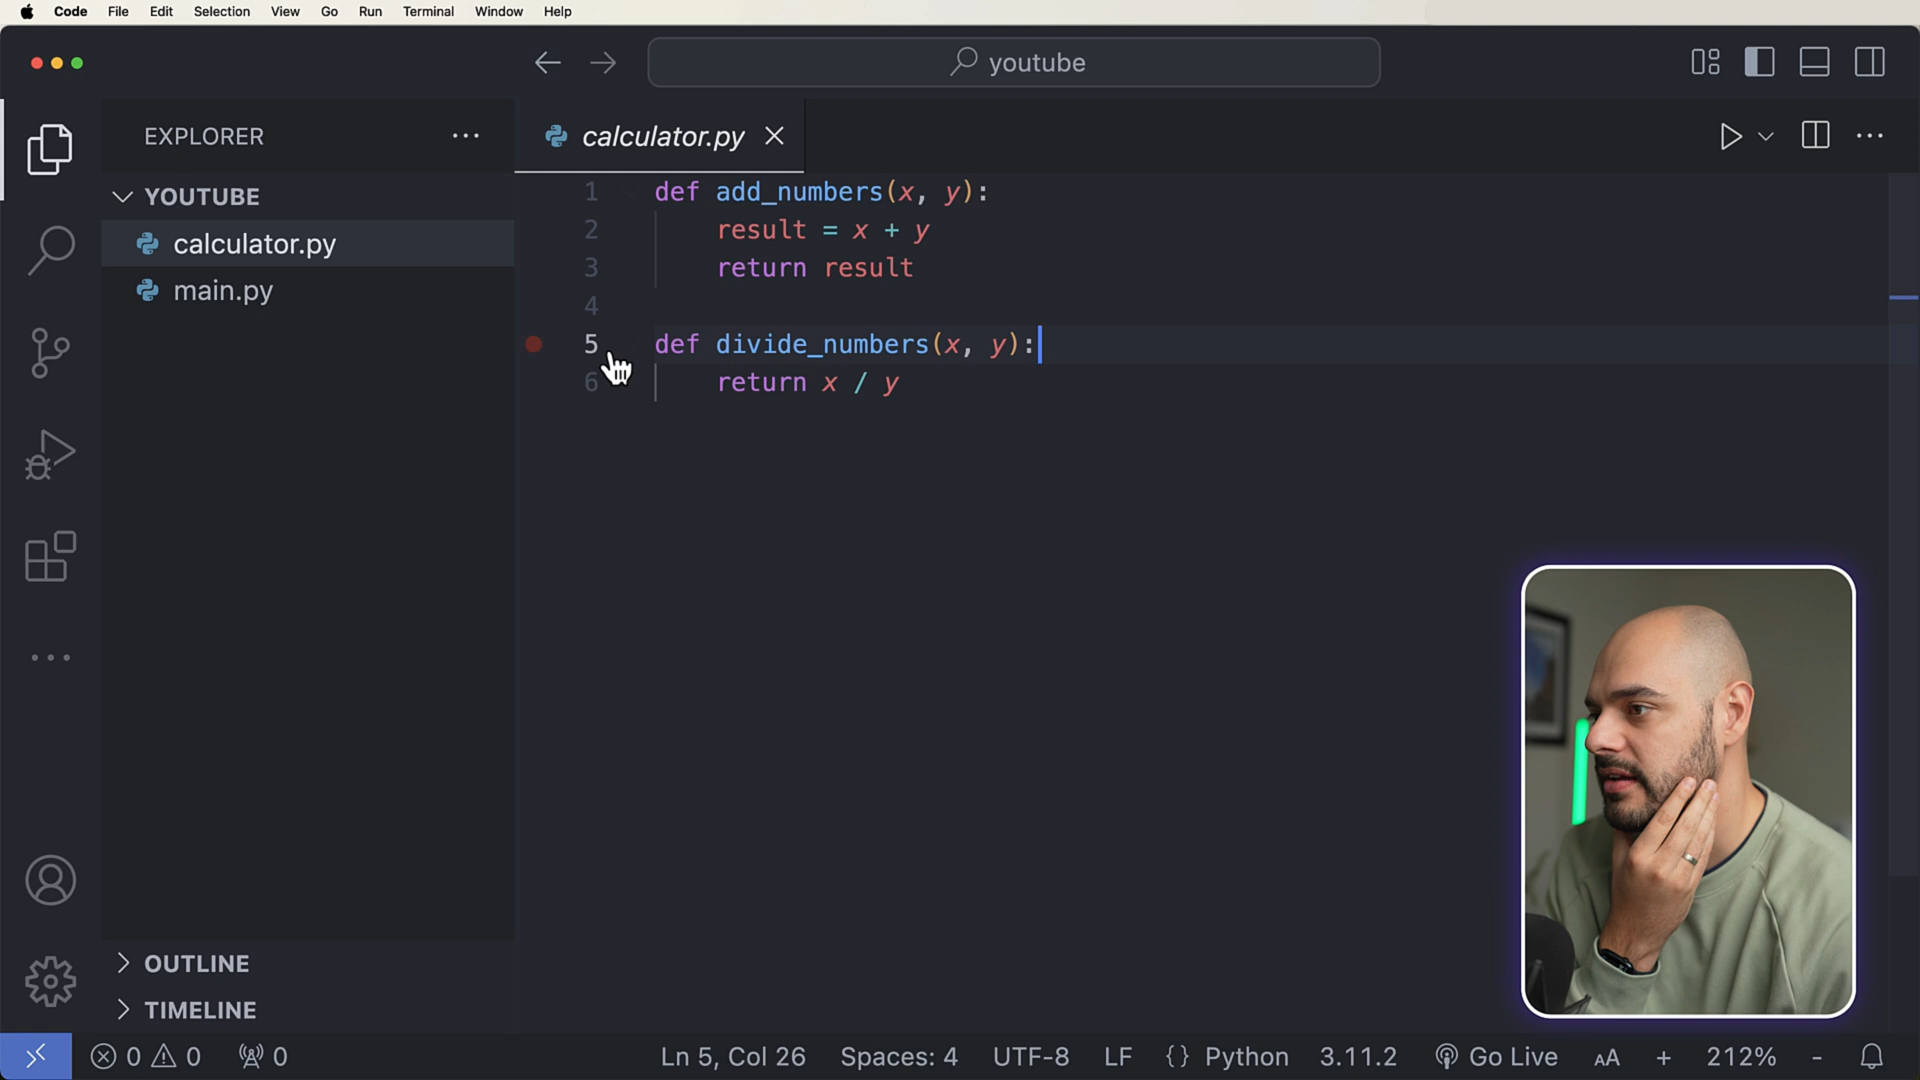 Code File Edit Selection View Go Run Terminal Window Help
youtube
EXPLORER
calculator.py
YOUTUBE
calculator.py
main.py
1 def add_numbers(x, y):
2 result = x + y
3 return result
4
5 def divide_numbers(x, y):
6 return x / y
OUTLINE
TIMELINE
0 0 0 Ln 5, Col 26 Spaces: 4 UTF-8 LF {} Python 3.11.2 Go Live AA + 212% -